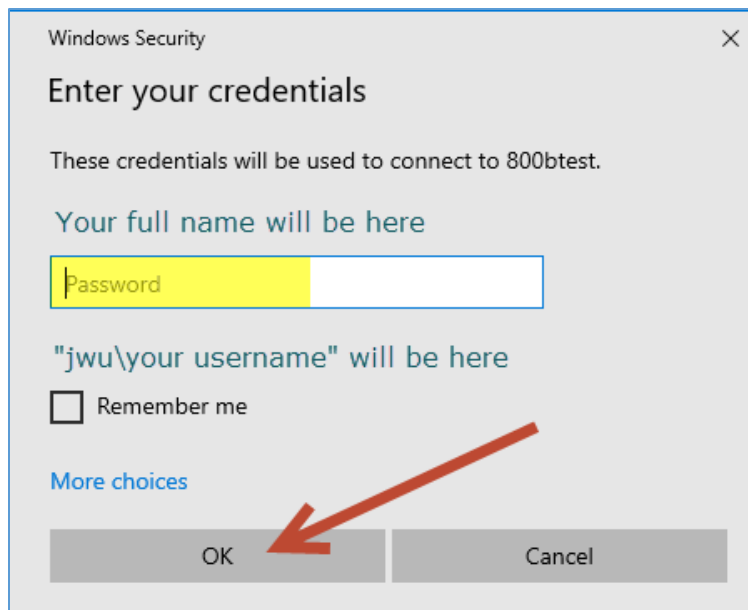 Windows Security
Enter your credentials
These credentials will be used to connect to 800btest.
Your full name will be here
Password
"jwu\your username" will be here
Remember me
More choices
OK
Cancel